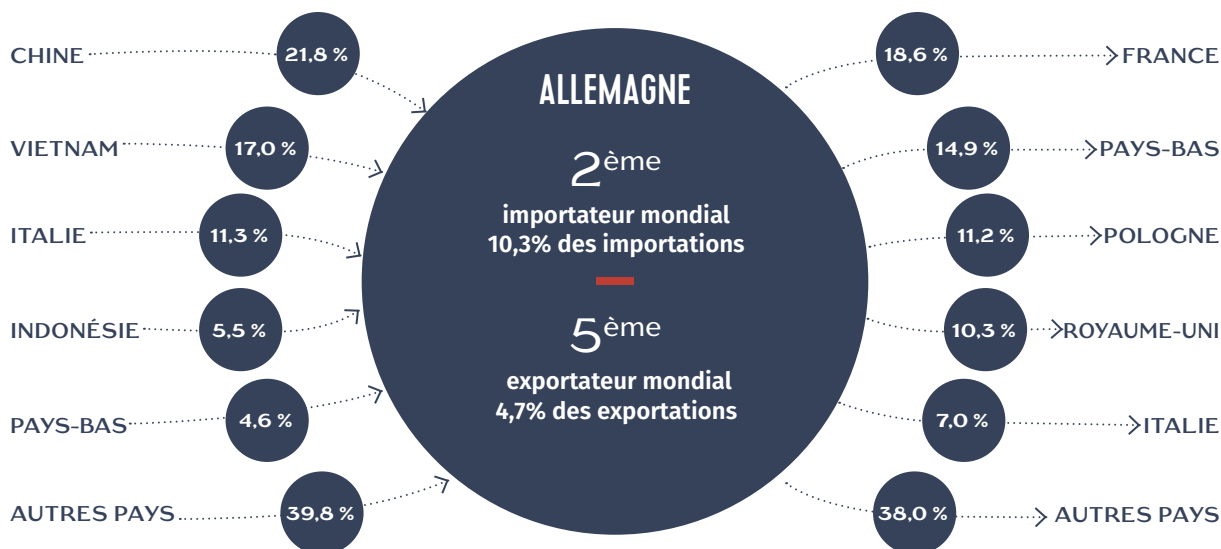 CHINE
21,8 %
VIETNAM
17,0 %
ITALIE
11,3 %
INDONÉSIE
5,5 %
PAYS-BAS
4,6 %
AUTRES PAYS
39,8 %
ALLEMAGNE
2ème
importateur mondial
10,3% des importations
5ème
exportateur mondial
4,7% des exportations
18,6 %
FRANCE
14,9 %
PAYS-BAS
11,2 %
POLOGNE
10,3 %
ROYAUME-UNI
7,0 %
ITALIE
38,0 %
AUTRES PAYS